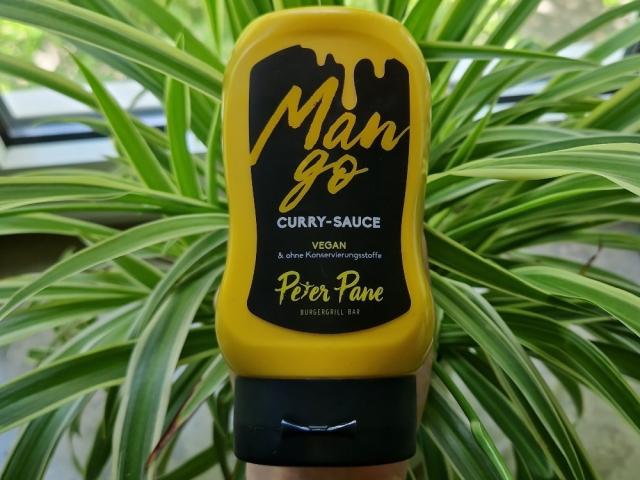 Man
go
CURRY-SAUCE
VEGAN
& ohne Konservierungsstoffe
Peter Pane
BURGERGRILL BAR